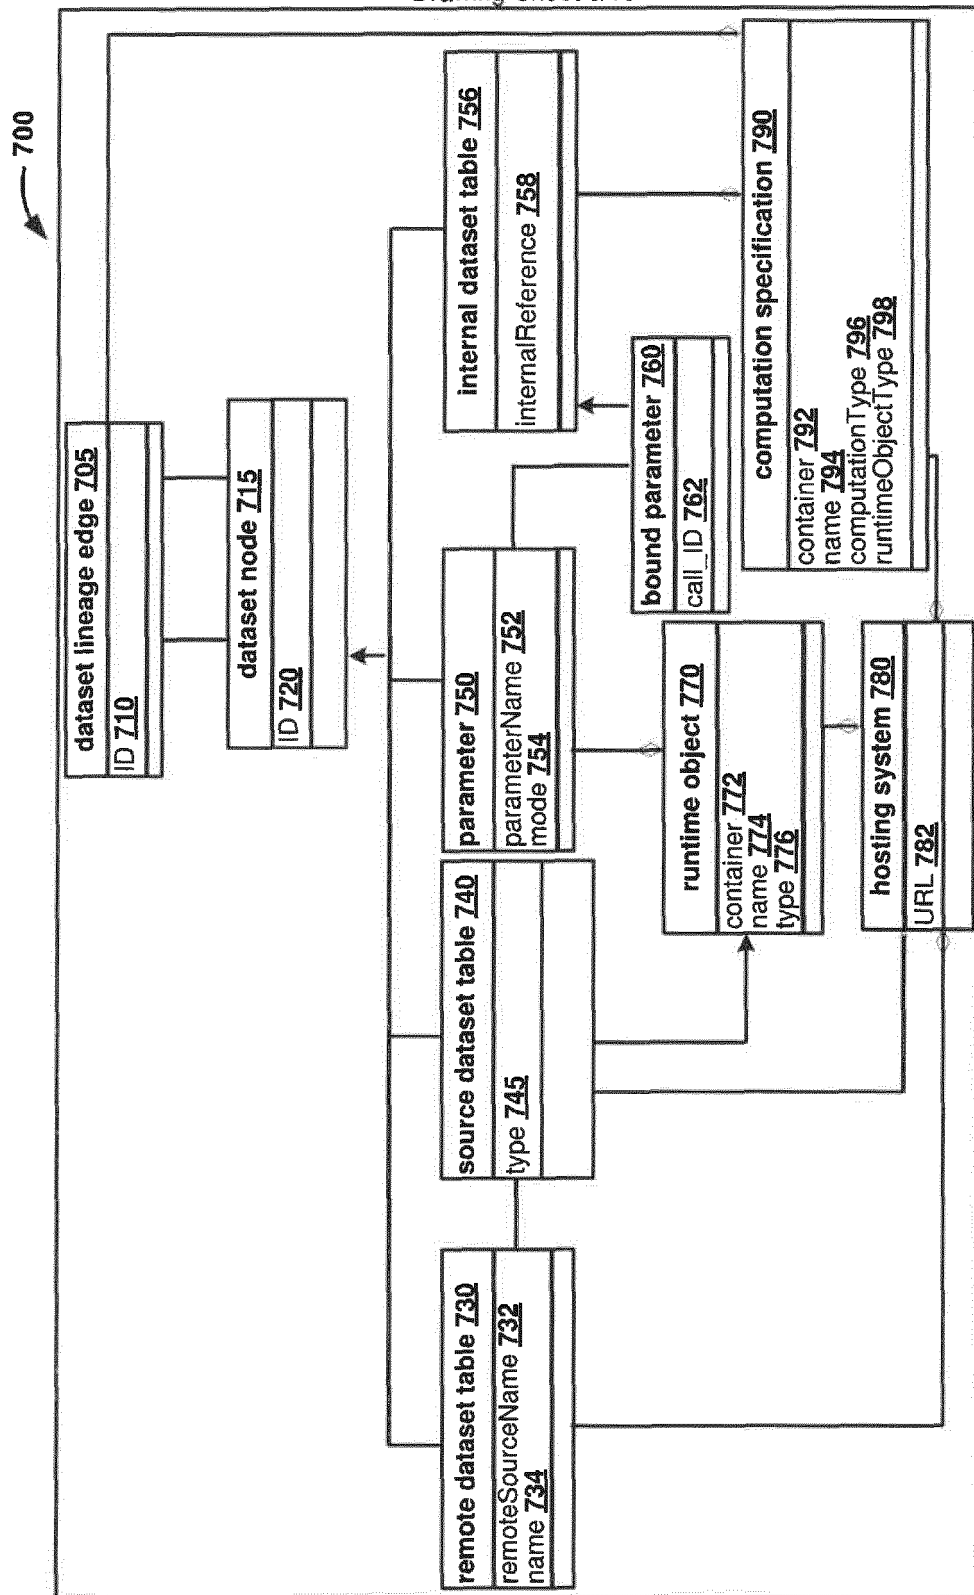 700
dataset lineage edge 705
ID 710
dataset node 715
ID 720
remote dataset table 730
remoteSourceName 732
name 734
source dataset table 740
type 745
parameter 750
parameterName 752
mode 754
internal dataset table 756
internalReference 758
bound parameter 760
call_ID 762
runtime object 770
container 772
name 774
type 776
hosting system 780
URL 782
computation specification 790
container 792
name 794
computationType 796
runtimeObjectType 798